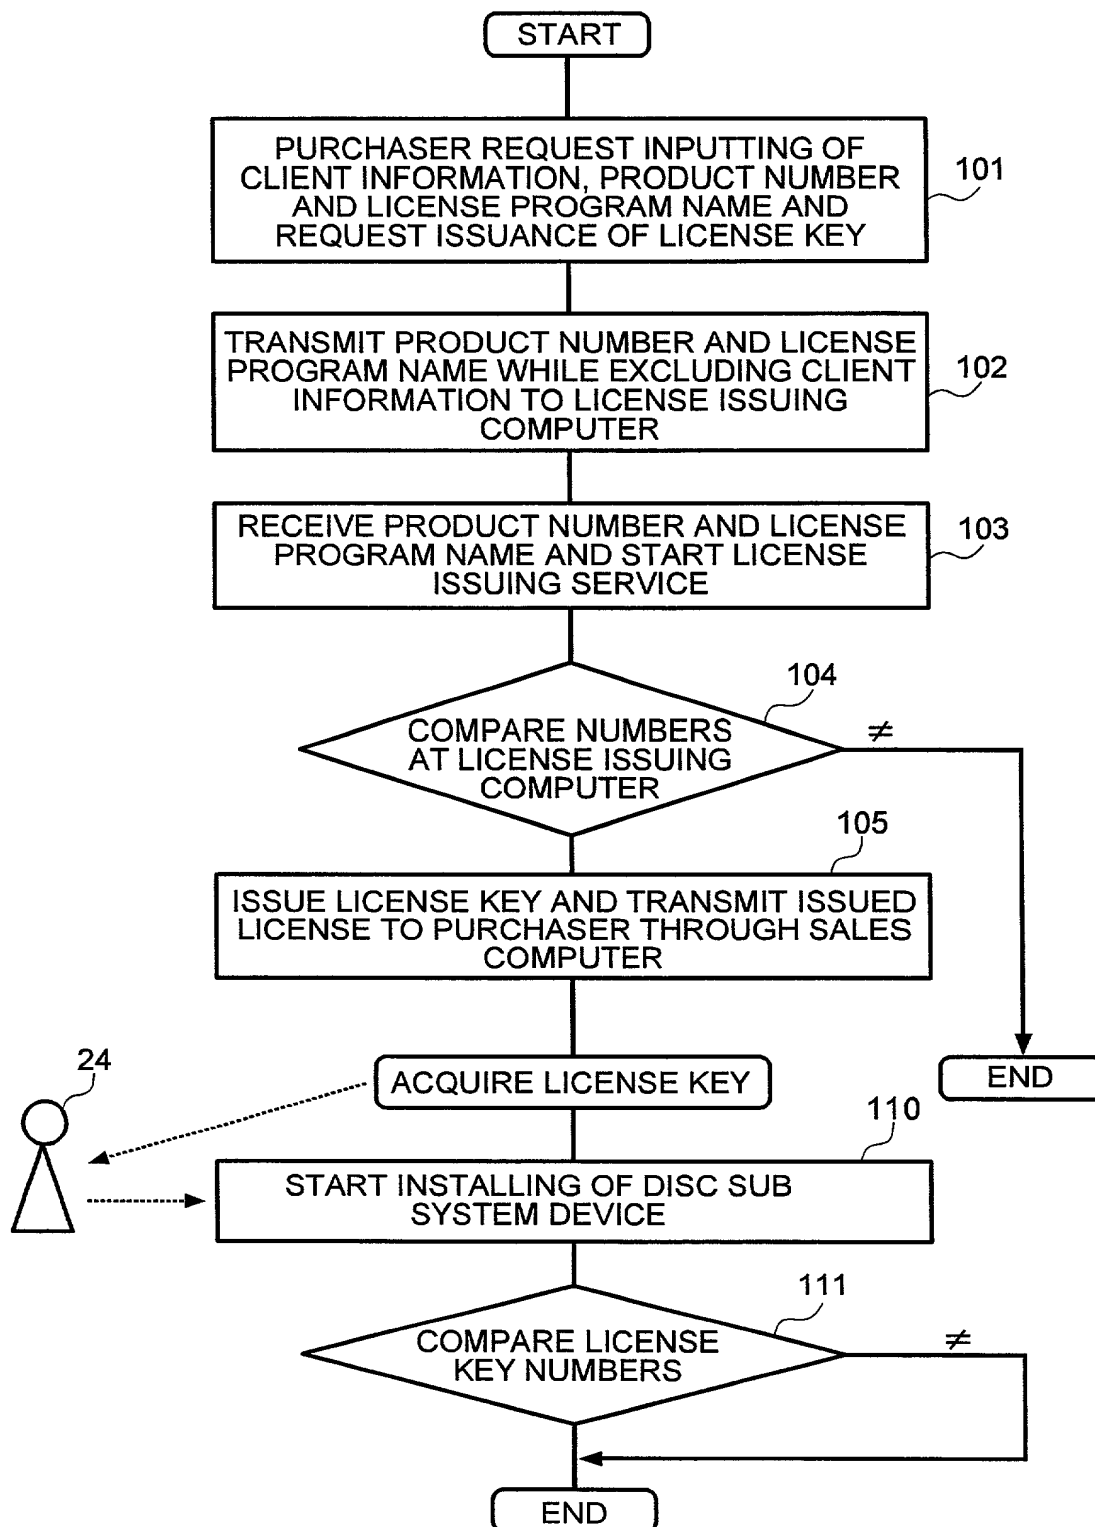 START
PURCHASER REQUEST INPUTTING OF
CLIENT INFORMATION, PRODUCT NUMBER
AND LICENSE PROGRAM NAME AND
REQUEST ISSUANCE OF LICENSE KEY
101
TRANSMIT PRODUCT NUMBER AND LICENSE
PROGRAM NAME WHILE EXCLUDING CLIENT
INFORMATION TO LICENSE ISSUING
COMPUTER
102
RECEIVE PRODUCT NUMBER AND LICENSE
PROGRAM NAME AND START LICENSE
ISSUING SERVICE
103
104
COMPARE NUMBERS
AT LICENSE ISSUING
COMPUTER
≠
105
ISSUE LICENSE KEY AND TRANSMIT ISSUED
LICENSE TO PURCHASER THROUGH SALES
COMPUTER
24
ACQUIRE LICENSE KEY
END
110
START INSTALLING OF DISC SUB
SYSTEM DEVICE
111
COMPARE LICENSE
KEY NUMBERS
≠
END